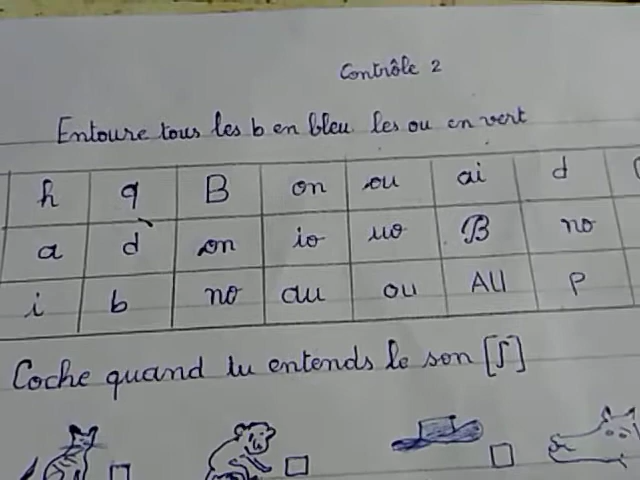 Contrôle 2
Entoure tous les b en bleu les ou en vert
h q B on ou ai d
a d on io uo B no
i b no au ou AU p
Coche quand tu entends le son [ʃ]